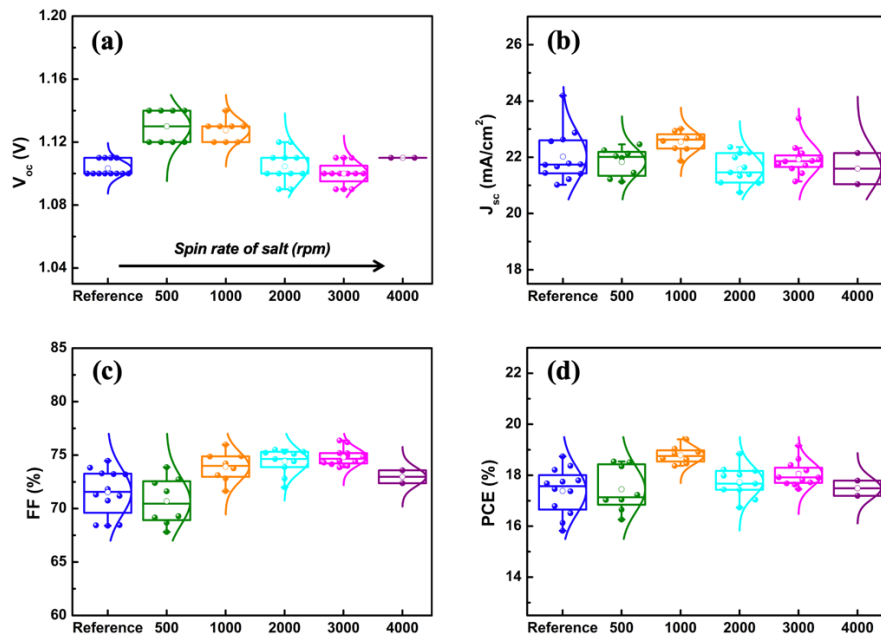 (a)
1.20
1.16
1.12
1.08
1.04
V_oc (V)
Spin rate of salt (rpm)
Reference 500 1000 2000 3000 4000
(b)
26
24
22
20
18
J_sc (mA/cm²)
Reference 500 1000 2000 3000 4000
(c)
85
80
75
70
65
60
FF (%)
Reference 500 1000 2000 3000 4000
(d)
22
20
18
16
14
12
PCE (%)
Reference 500 1000 2000 3000 4000